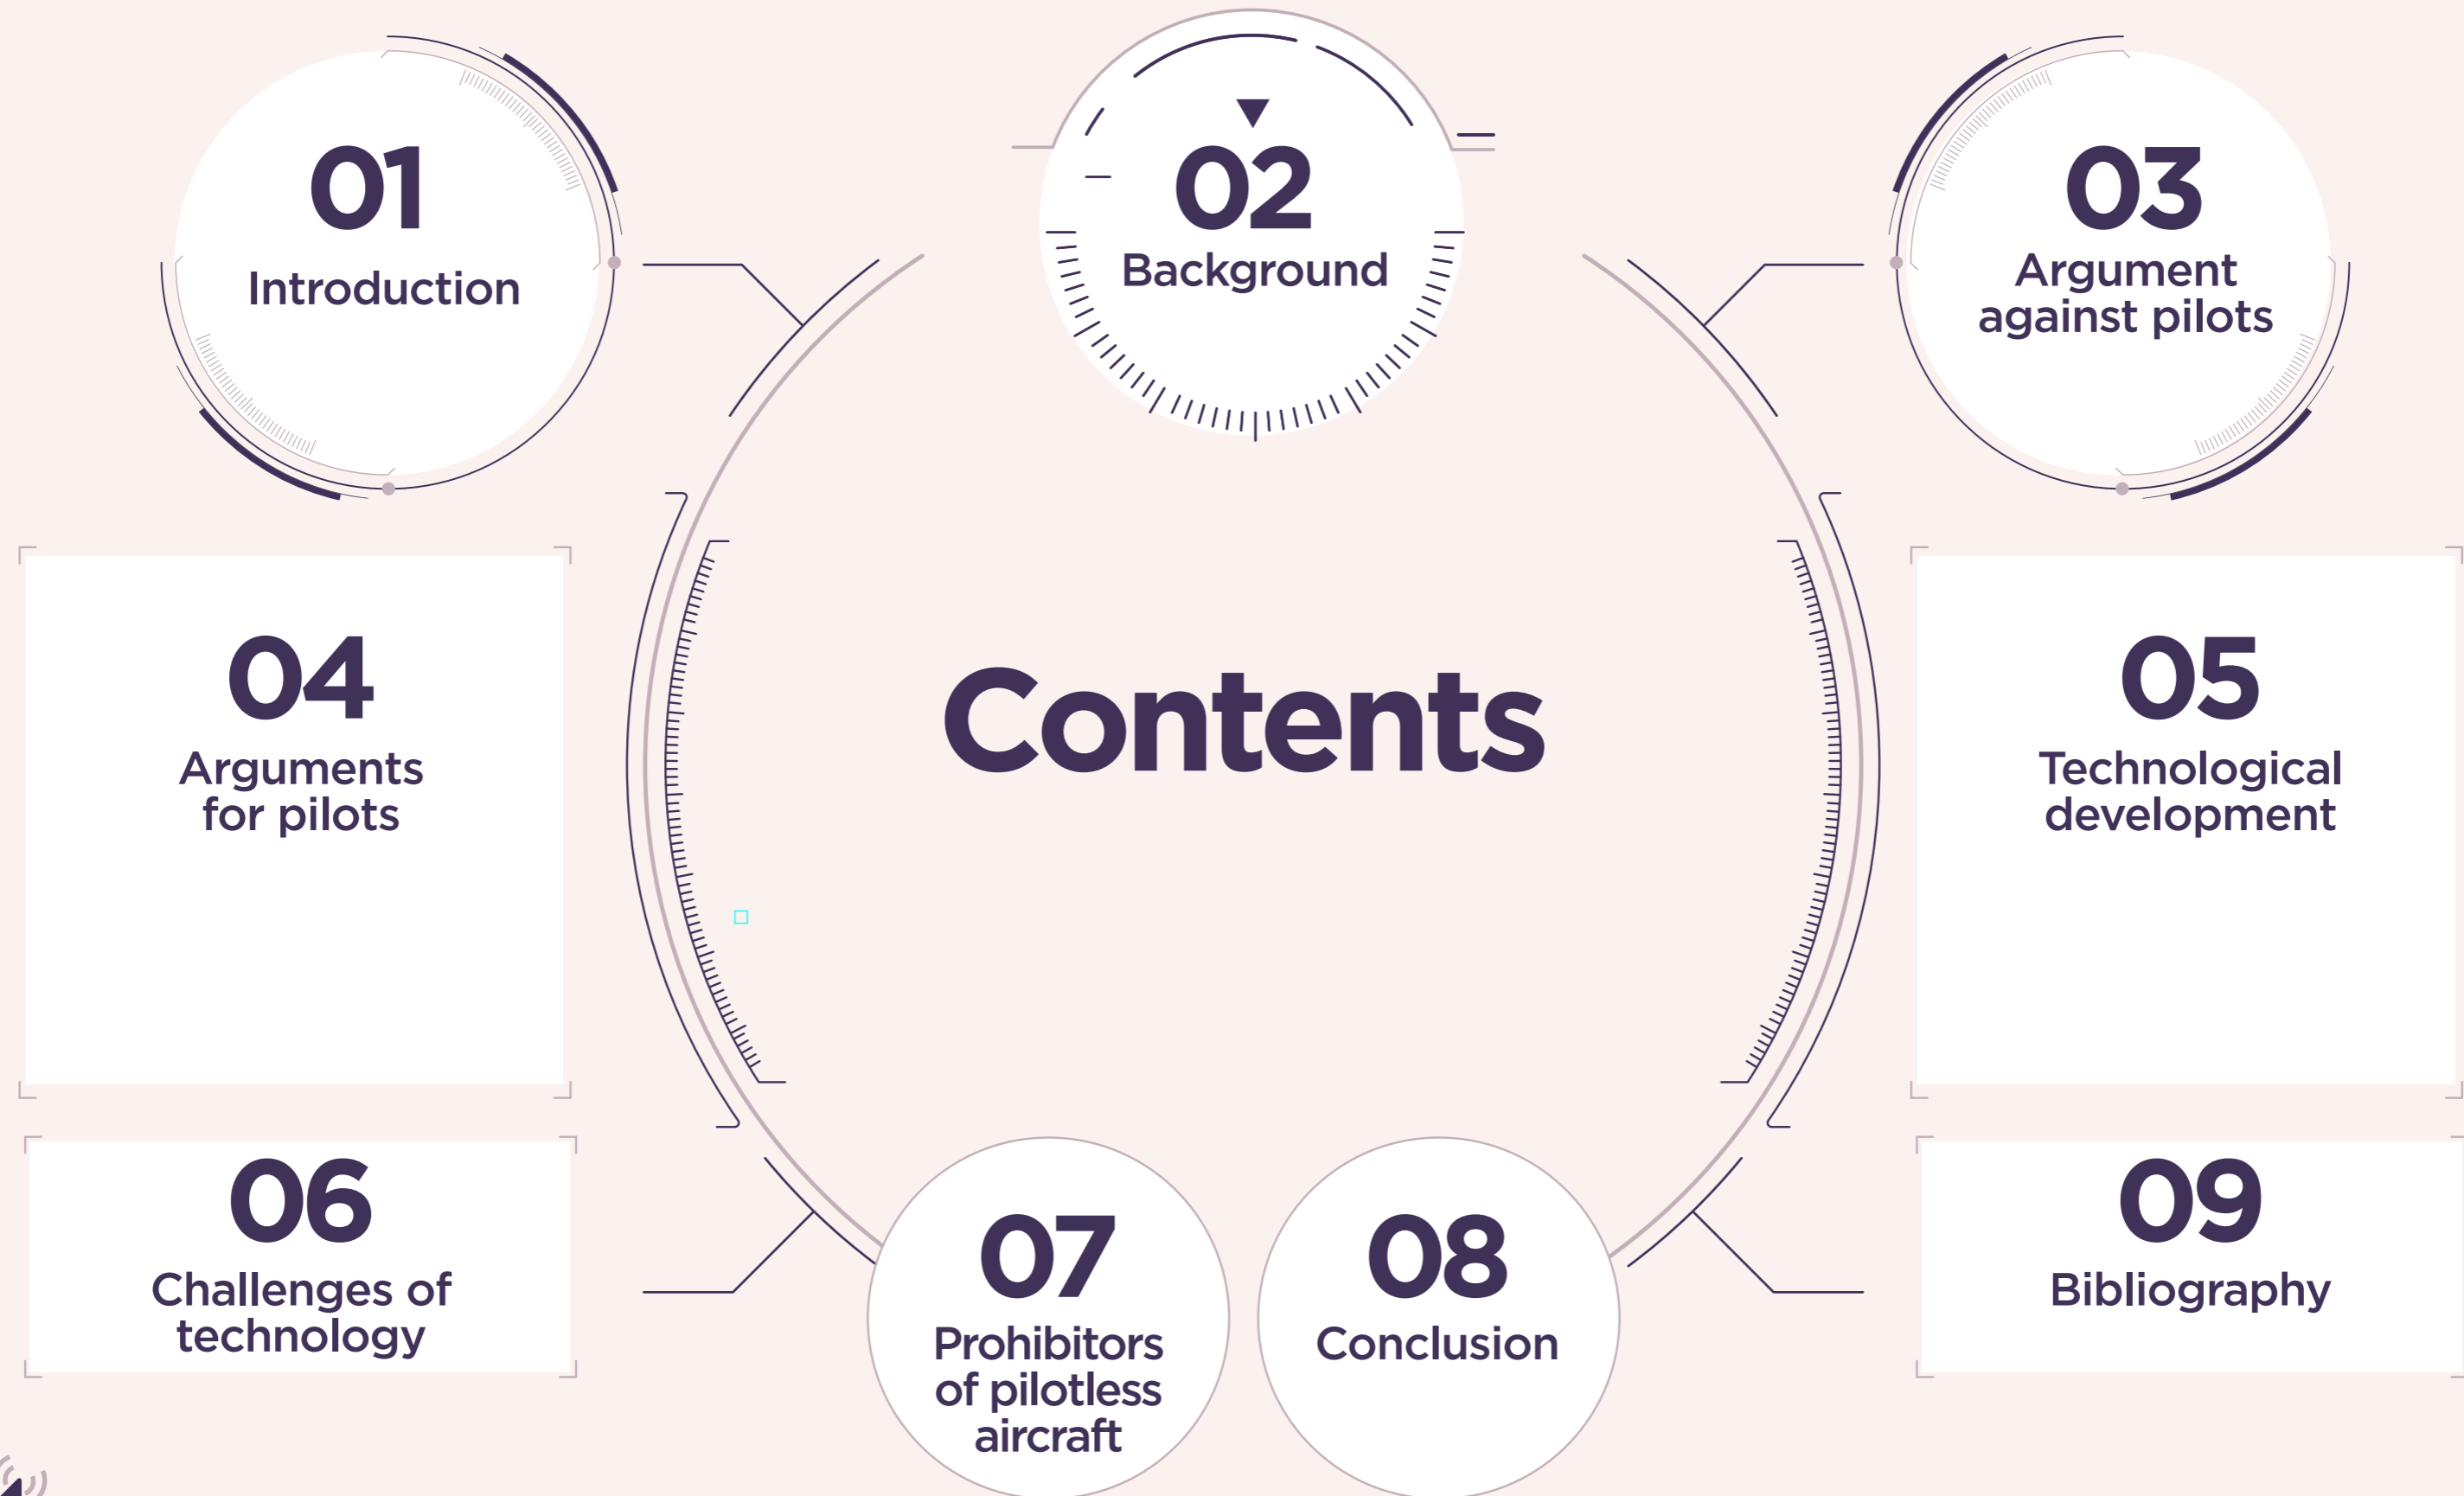 01
Introduction
02
Background
03
Argument
against pilots
Contents
04
Arguments
for pilots
05
Technological
development
06
Challenges of
technology
07
Prohibitors
of pilotless
aircraft
08
Conclusion
09
Bibliography